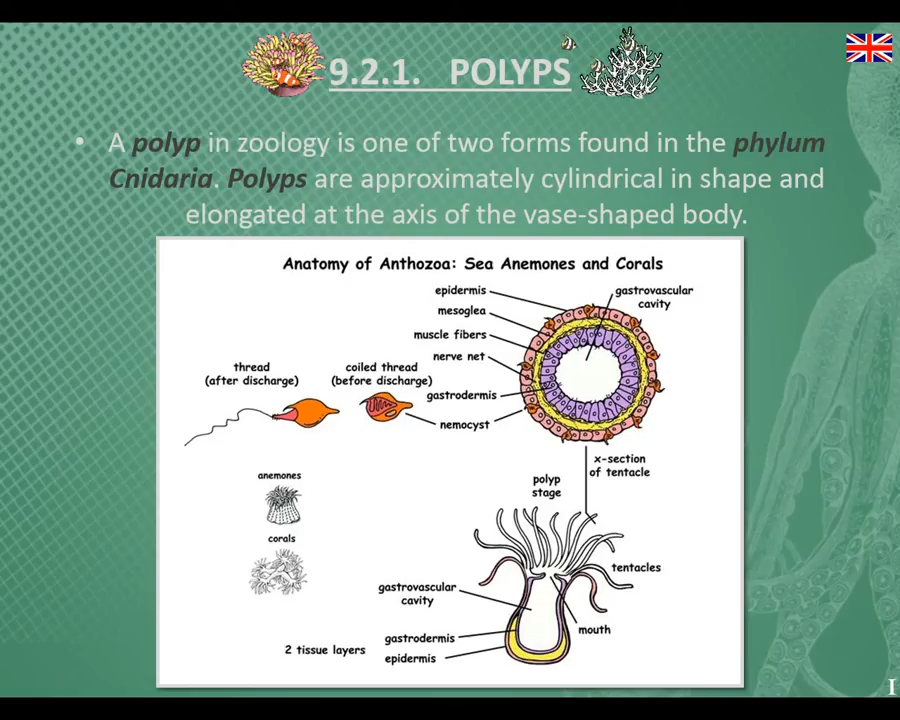 9.2.1. POLYPS
• A polyp in zoology is one of two forms found in the phylum
Cnidaria. Polyps are approximately cylindrical in shape and
elongated at the axis of the vase-shaped body.
Anatomy of Anthozoa: Sea Anemones and Corals
epidermis
mesoglea
muscle fibers
nerve net
gastrodermis
nemocyst
gastrovascular
cavity
thread
(after discharge)
coiled thread
(before discharge)
x-section
of tentacle
anemones
corals
polyp
stage
tentacles
gastrovascular
cavity
mouth
gastrodermis
epidermis
2 tissue layers
I